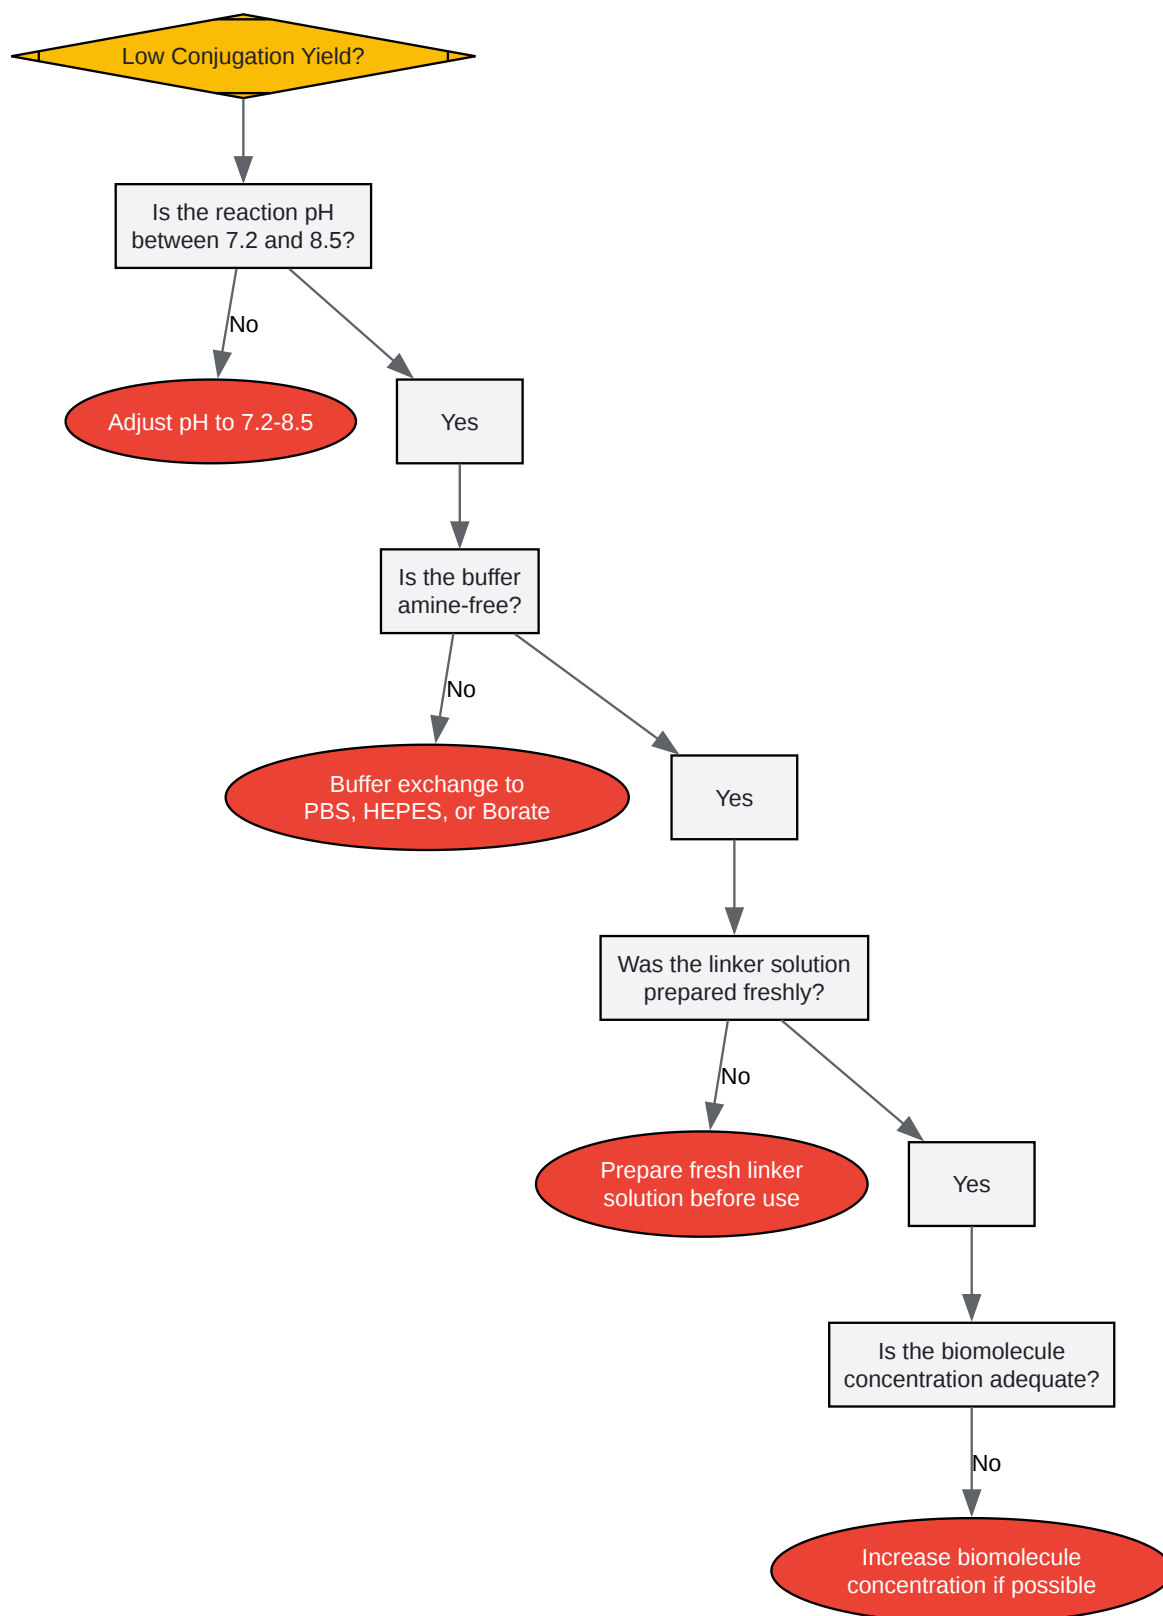 Low Conjugation Yield?
Is the reaction pH
between 7.2 and 8.5?
No
Adjust pH to 7.2-8.5
Yes
Is the buffer
amine-free?
No
Buffer exchange to
PBS, HEPES, or Borate
Yes
Was the linker solution
prepared freshly?
No
Prepare fresh linker
solution before use
Yes
Is the biomolecule
concentration adequate?
No
Increase biomolecule
concentration if possible